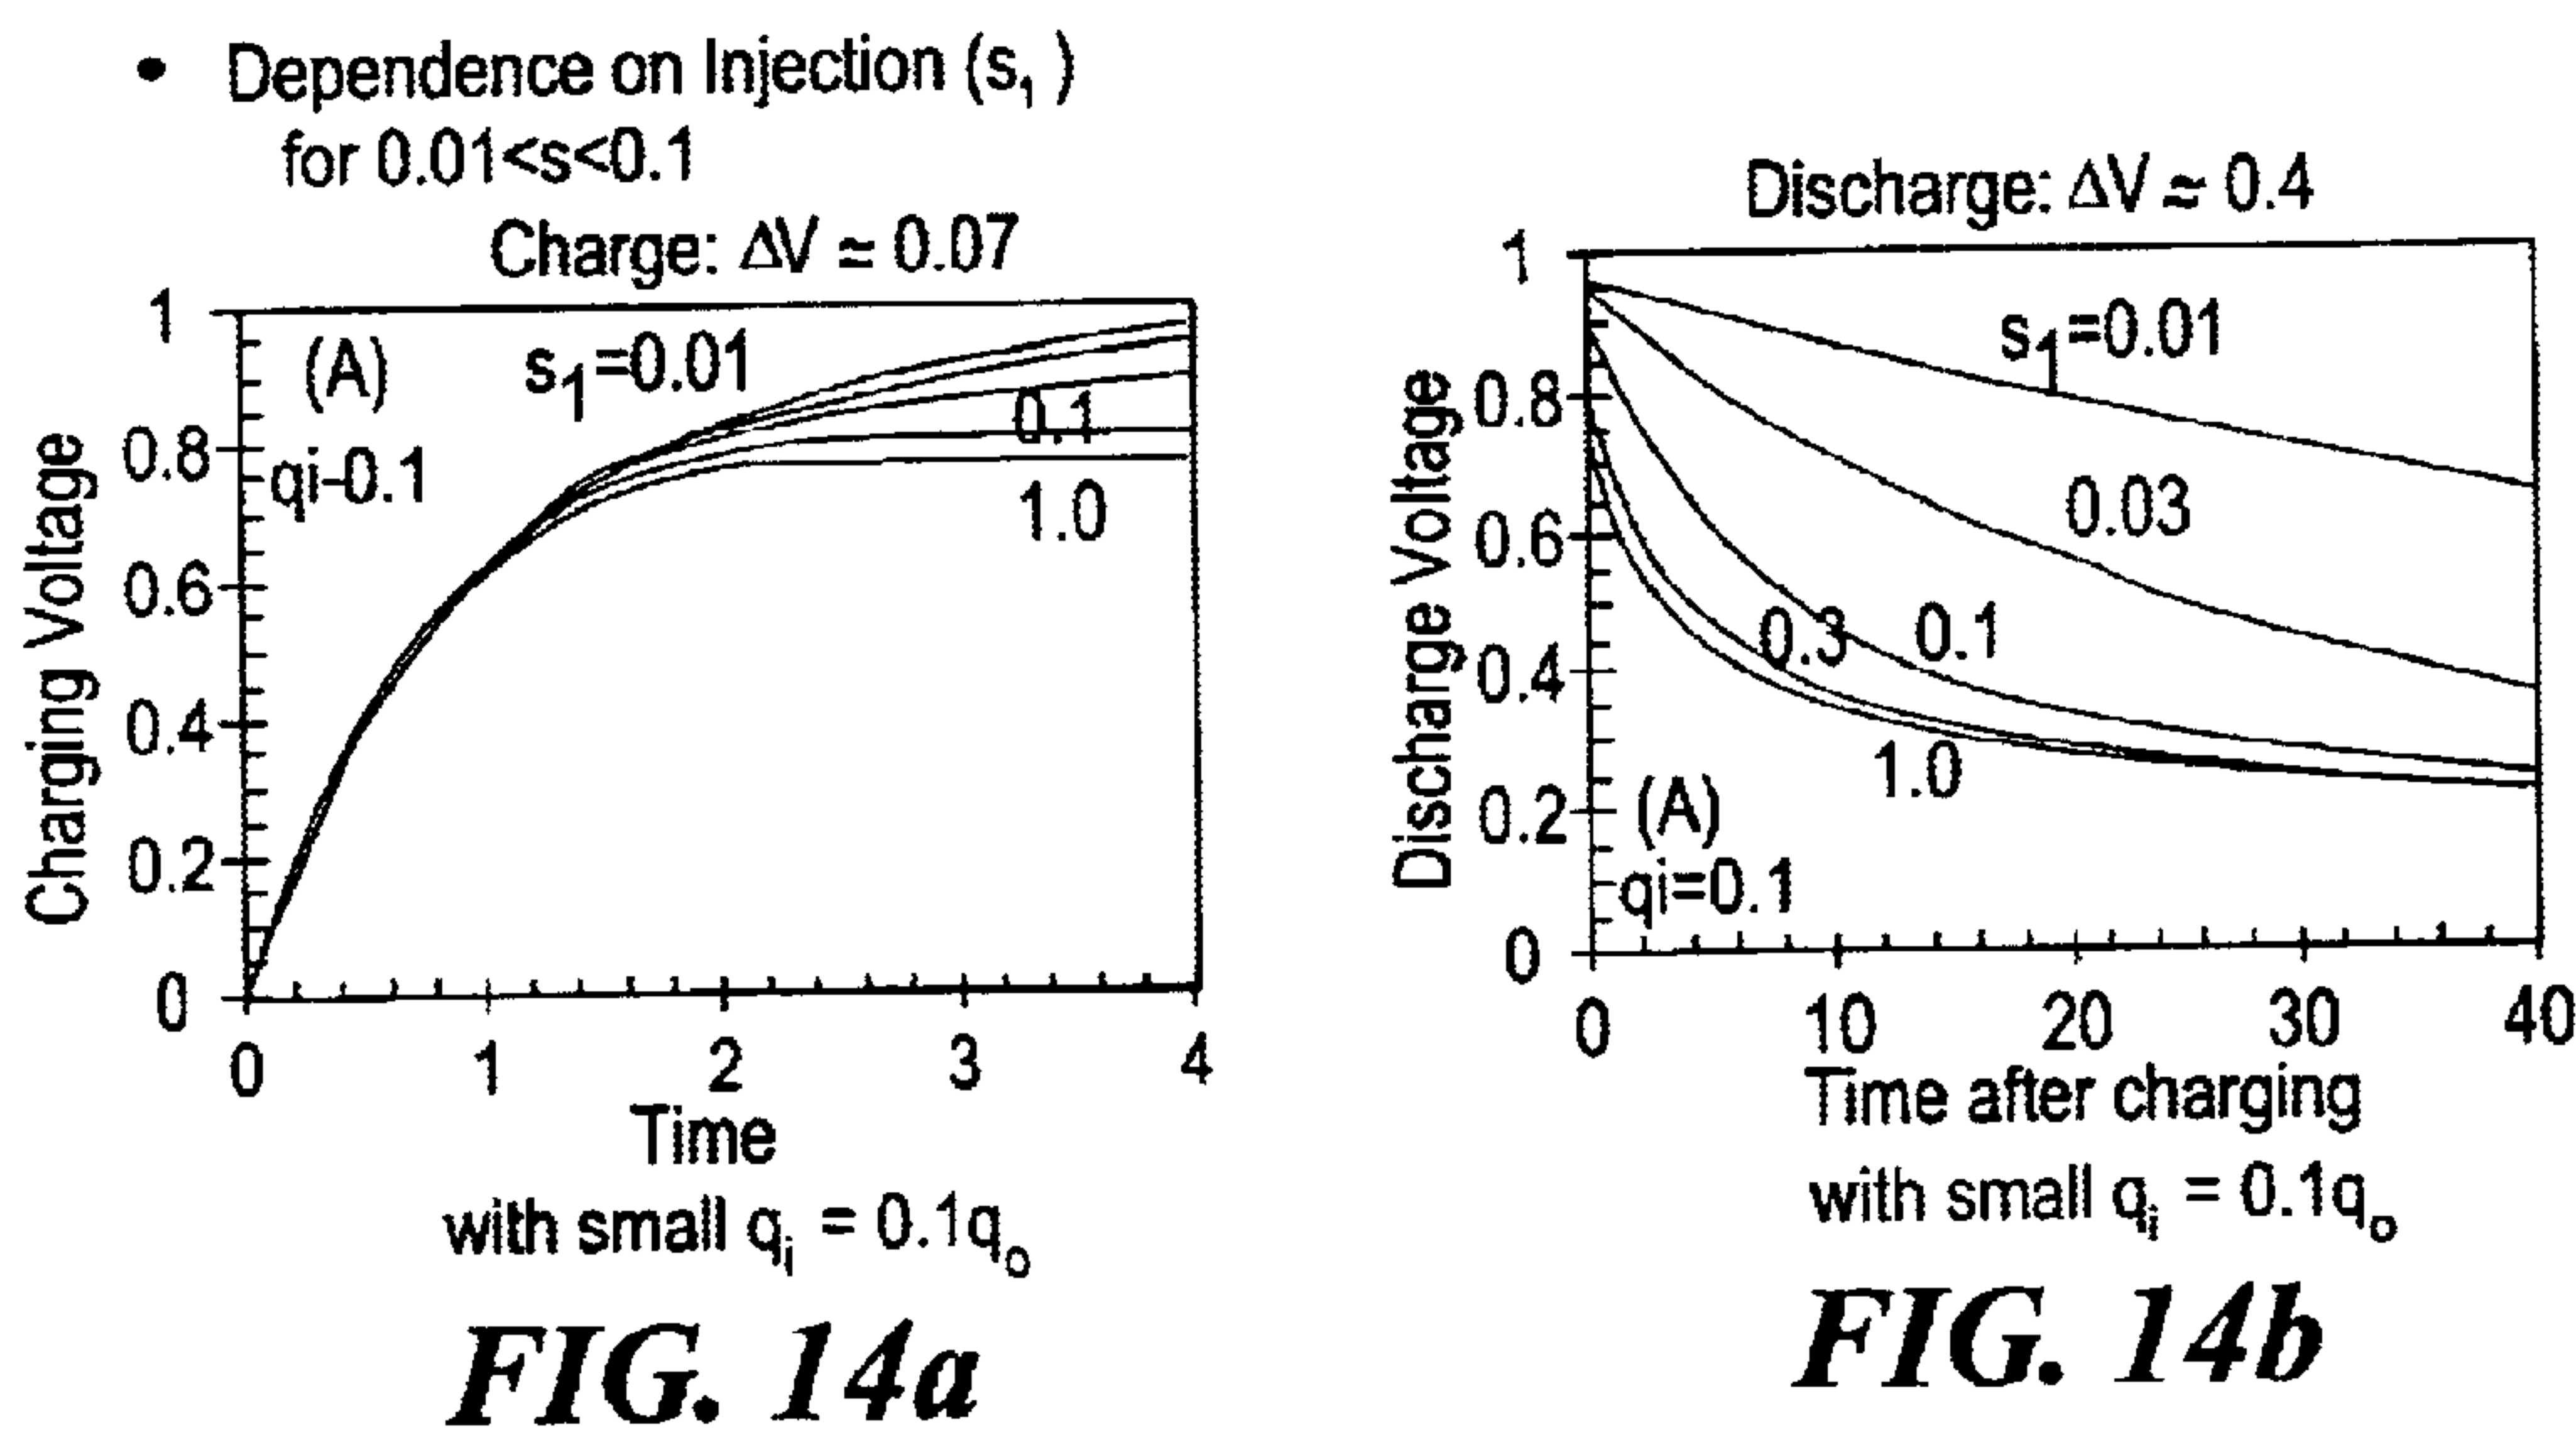 • Dependence on Injection (s₁ )
for 0.01<s<0.1
Charge: ΔV ≃ 0.07
1
(A)
s₁=0.01
0.8
qi-0.1
0.1
1.0
0.6
0.4
0.2
0
Charging Voltage
0 1 2 3 4
Time
with small qᵢ = 0.1qₒ
FIG. 14a
Discharge: ΔV ≈ 0.4
1
s₁=0.01
0.8
0.03
0.6
0.3 0.1
0.4
1.0
0.2
(A)
qi=0.1
0
Discharge Voltage
0 10 20 30 40
Time after charging
with small qᵢ = 0.1qₒ
FIG. 14b